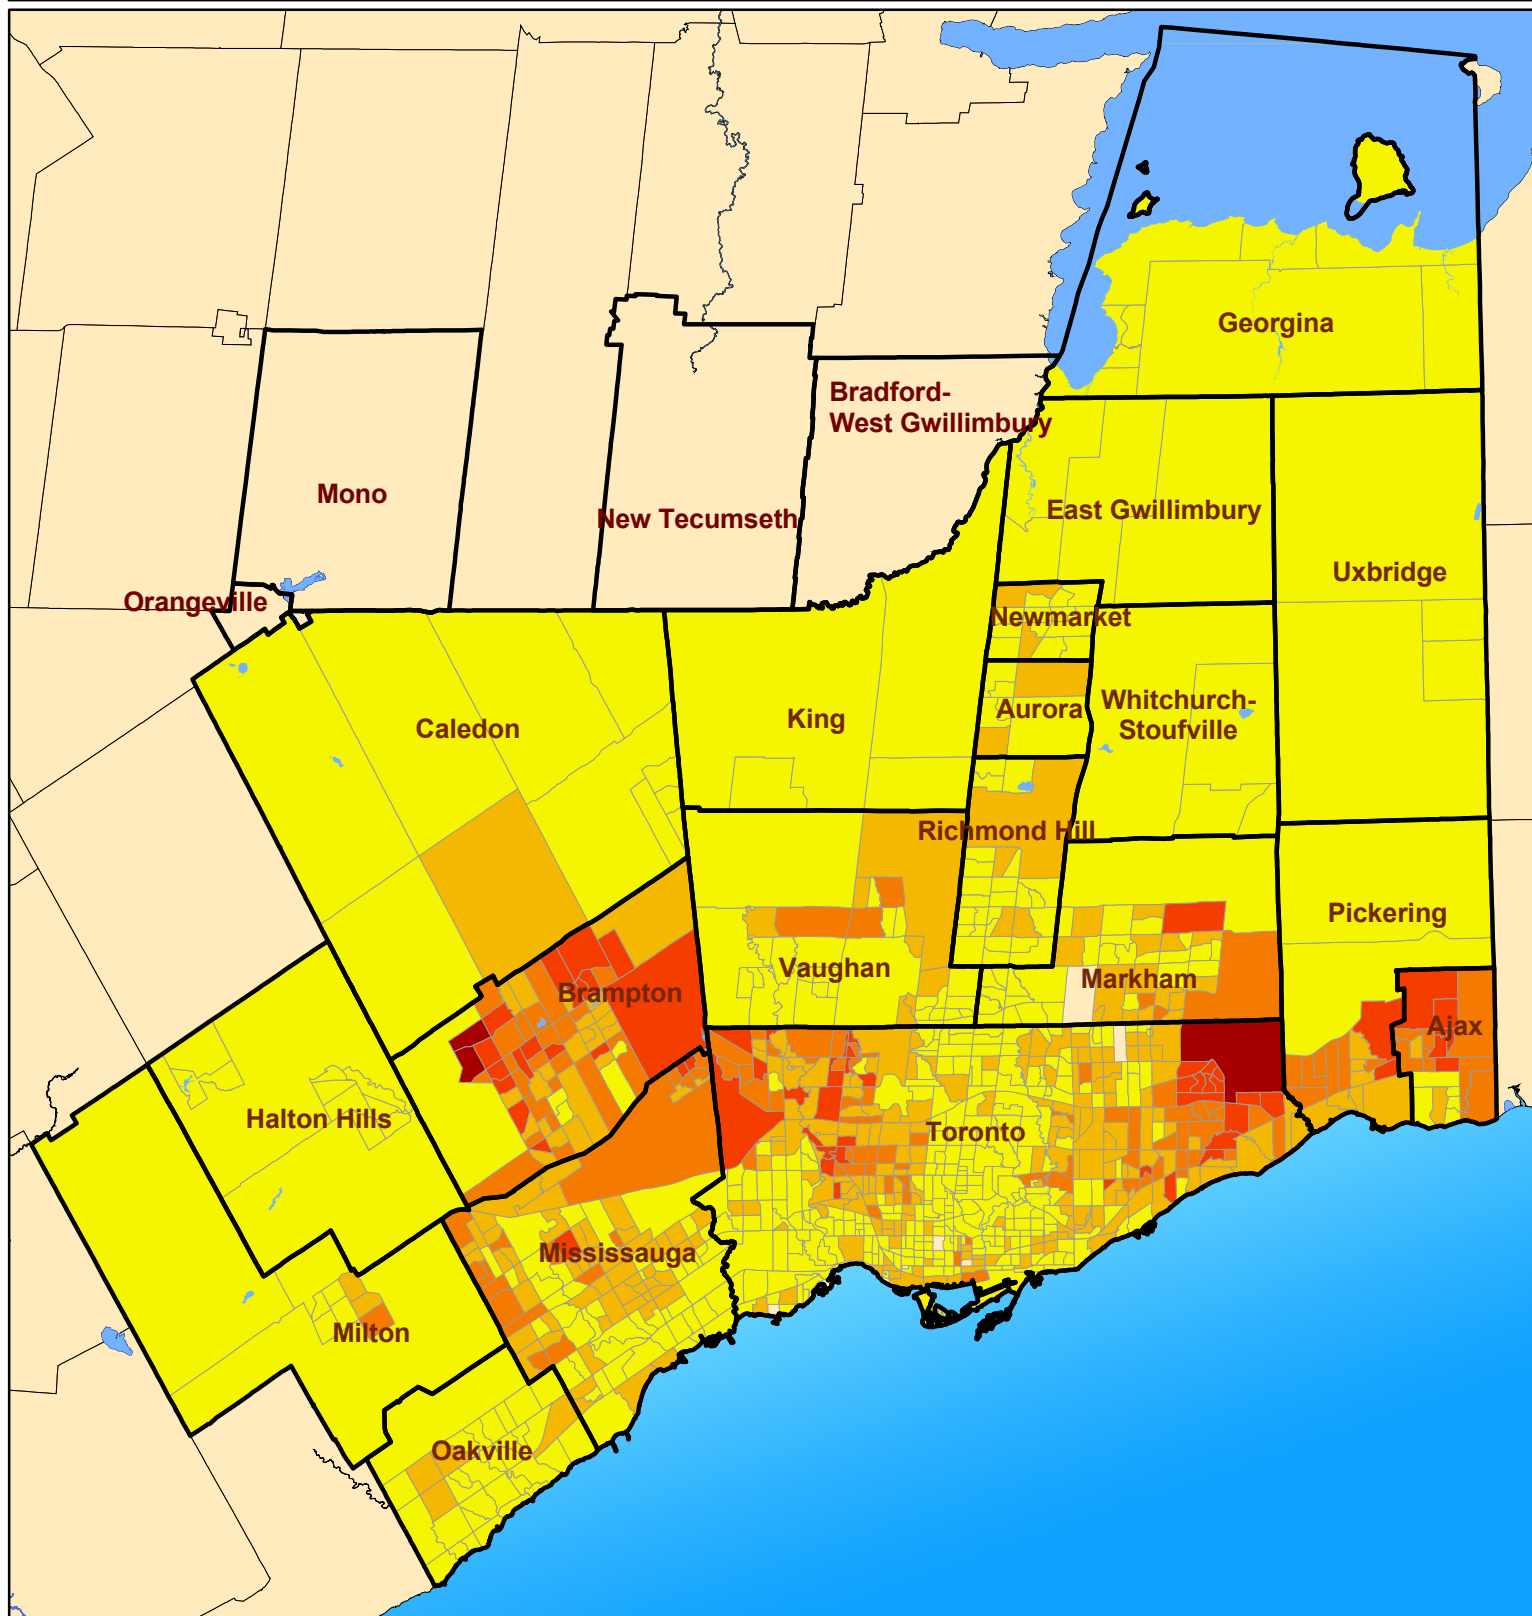 Georgina
Bradford-
West Gwillimbury
Mono
New Tecumseth
East Gwillimbury
Uxbridge
Orangeville
Newmarket
Caledon
King
Aurora
Whitchurch-
Stoufville
Richmond Hill
Pickering
Vaughan
Markham
Brampton
Ajax
Halton Hills
Toronto
Mississauga
Milton
Oakville